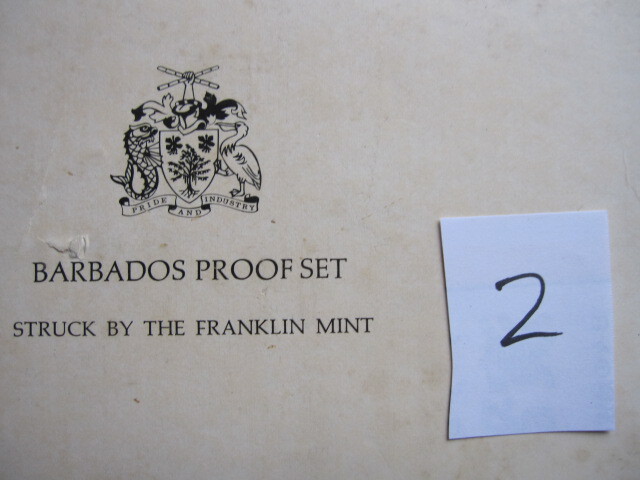 PRIDE AND INDUSTRY
BARBADOS PROOF SET
STRUCK BY THE FRANKLIN MINT
2